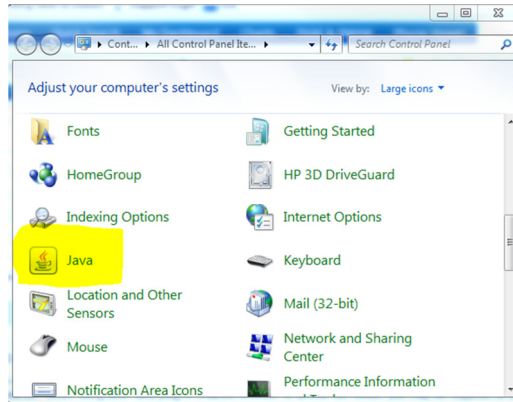 Cont... All Control Panel Ite... Search Control Panel
Adjust your computer's settings View by: Large icons
Fonts Getting Started
HomeGroup HP 3D DriveGuard
Indexing Options Internet Options
Java Keyboard
Location and Other
Sensors
Mail (32-bit)
Mouse
Network and Sharing
Center
Notification Area Icons
Performance Information